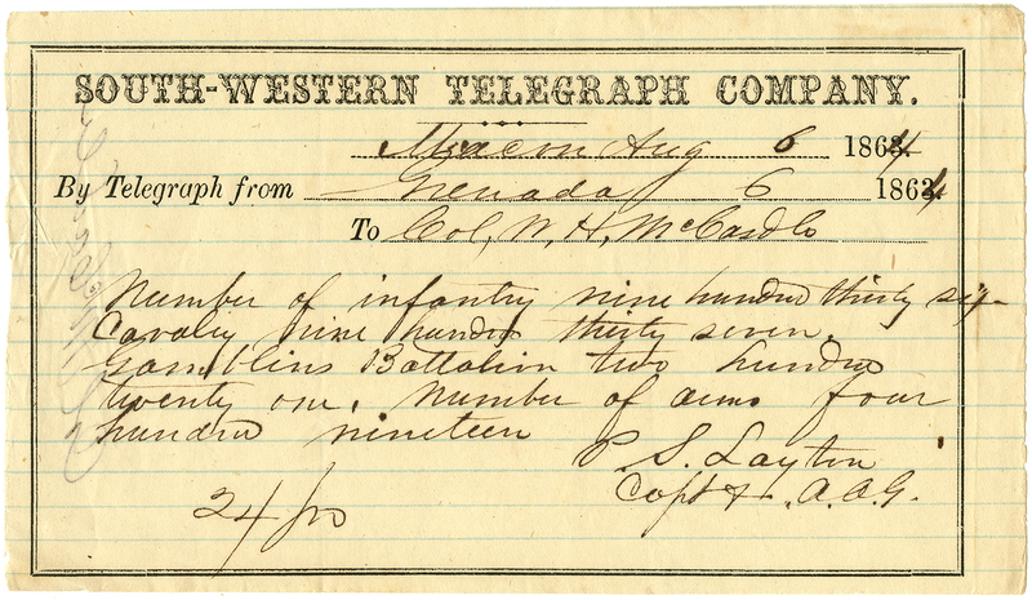 SOUTH-WESTERN TELEGRAPH COMPANY.
Macon Aug 6 1864
By Telegraph from Grenada 6 1864
To Col, W, H, McCardle
Number of infantry nine hundred thirty six
Cavalry nine hundred thirty seven.
Gamblins Battalion two hundred
twenty one. Number of arms four
hundred nineteen
P. S. Layton
Capt & A.A.G.
24